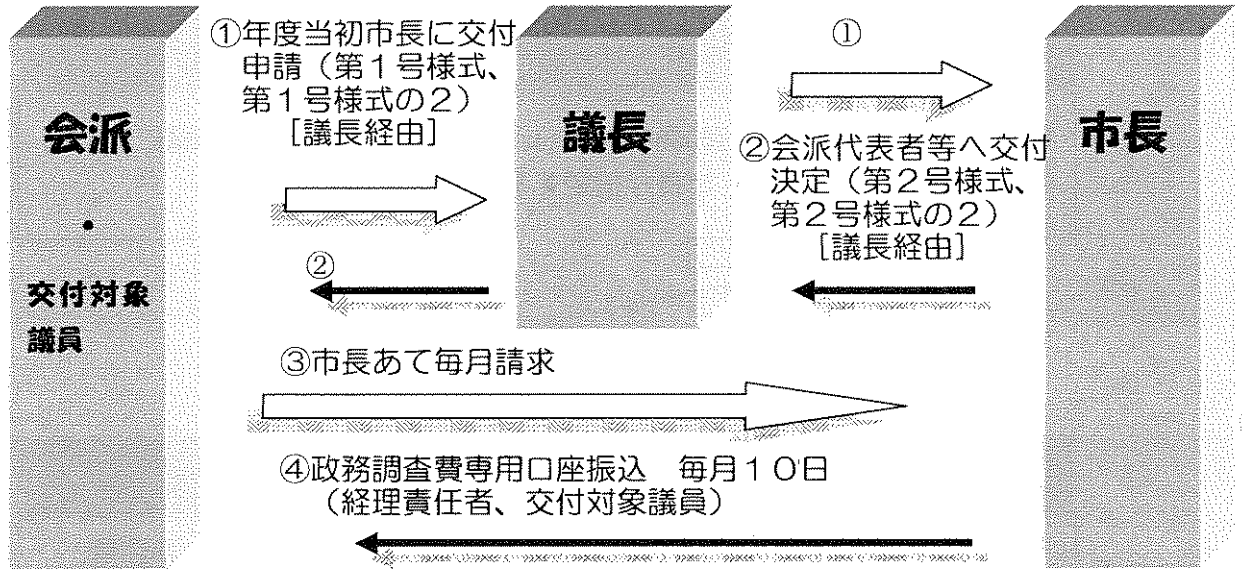 ①年度当初市長に交付
申請（第１号様式、
第１号様式の２）
［議長経由］
①
会派
・
交付対象
議員
議長
市長
②会派代表者等へ交付
決定（第２号様式、
第２号様式の２）
［議長経由］
②
③市長あて毎月請求
④政務調査費専用口座振込　毎月１０日
（経理責任者、交付対象議員）